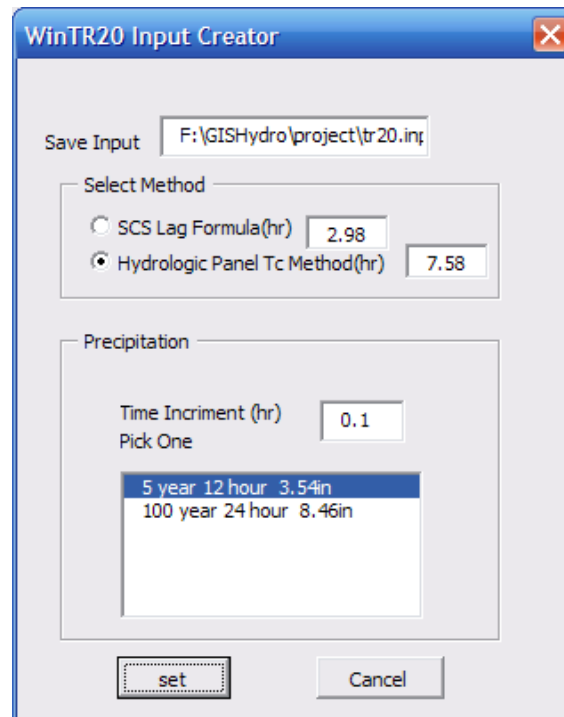 WinTR20 Input Creator
Save Input F:\GISHydro\project\tr20.inp
Select Method
SCS Lag Formula(hr) 2.98
Hydrologic Panel Tc Method(hr) 7.58
Precipitation
Time Incriment (hr) 0.1
Pick One
5 year 12 hour 3.54in
100 year 24 hour 8.46in
set Cancel